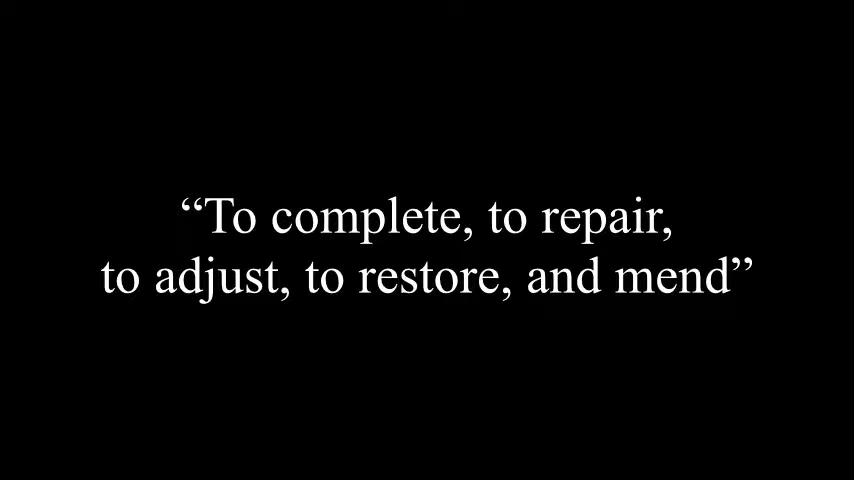 “To complete, to repair,
to adjust, to restore, and mend”